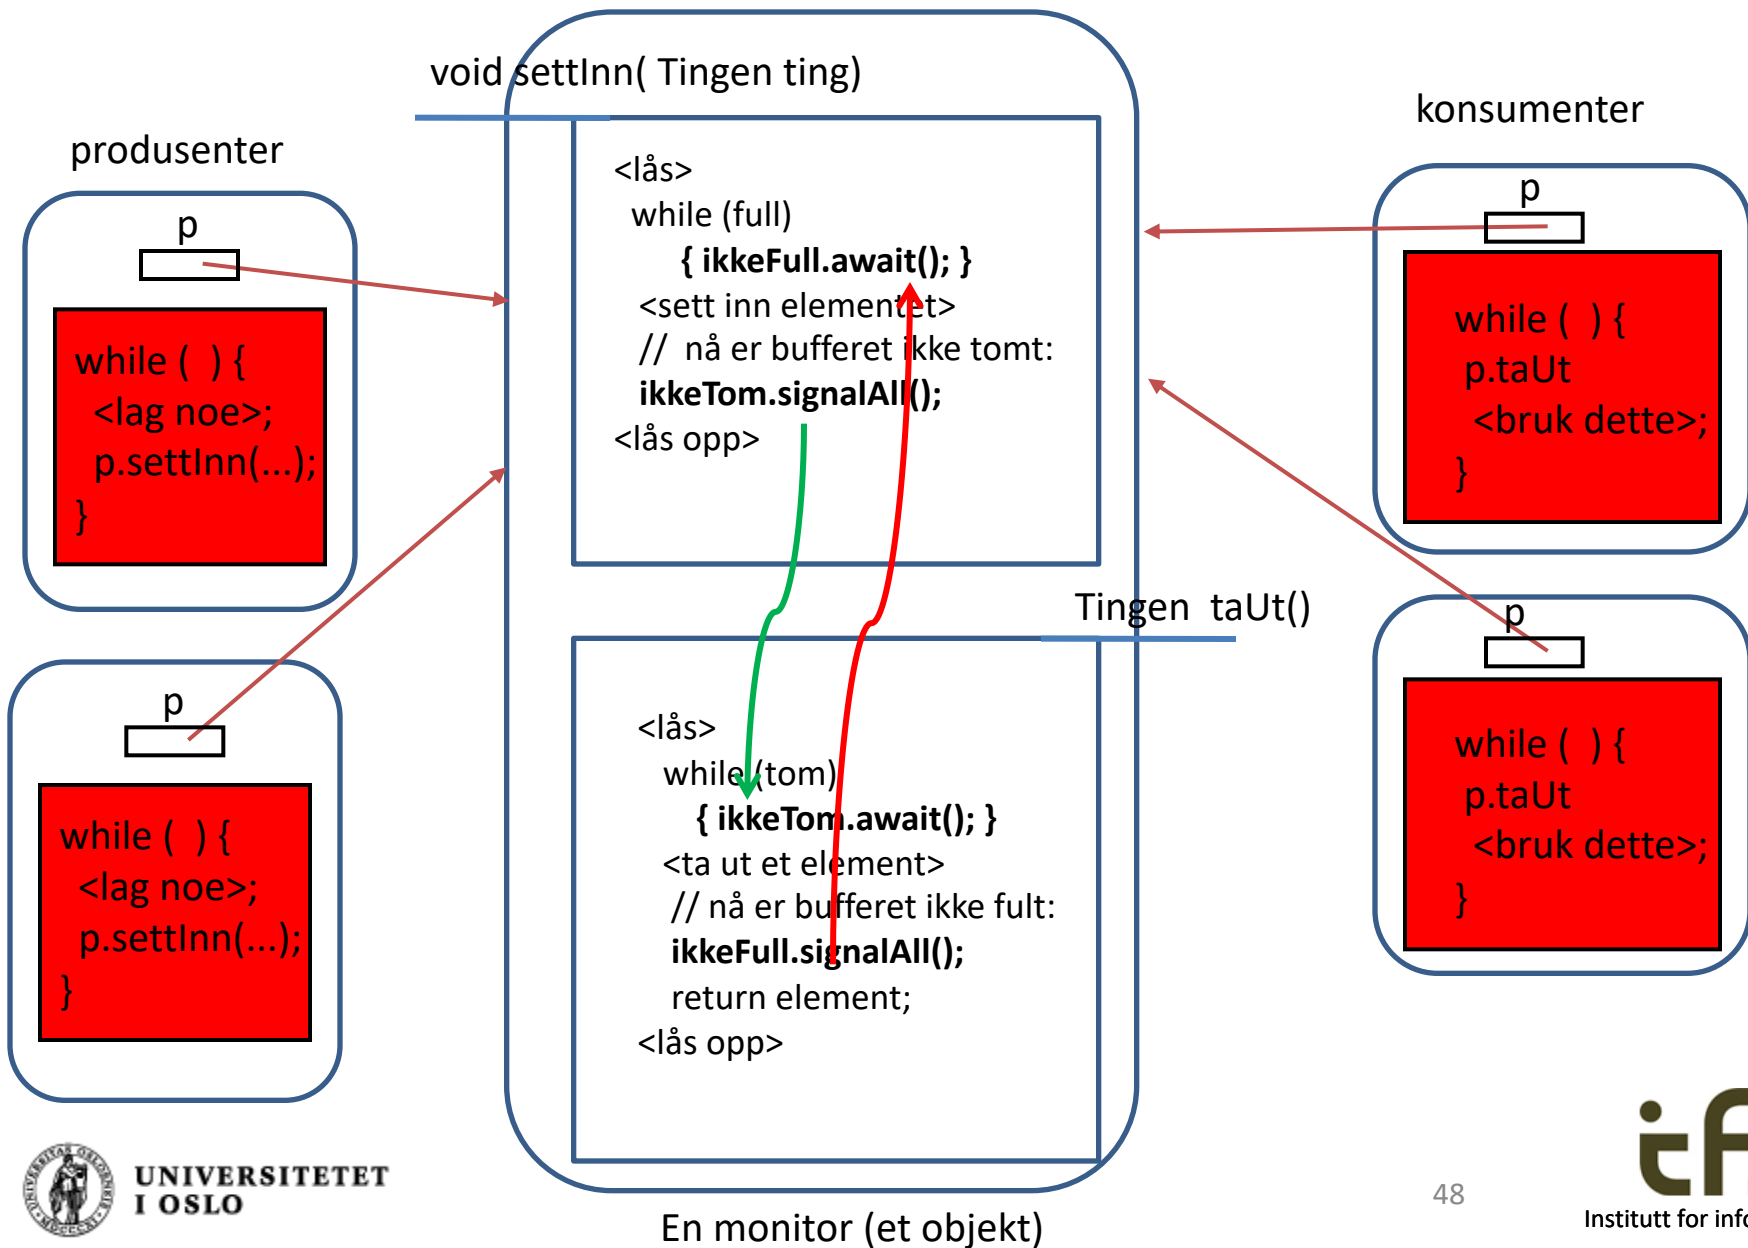 void settInn( Tingen ting)
produsenter
konsumenter
p
while (  ) {
<lag noe>;
p.settInn(...);
}
p
while (  ) {
<lag noe>;
p.settInn(...);
}
<lås>
while (full)
{ ikkeFull.await(); }
<sett inn elementet>
//  nå er bufferet ikke tomt:
ikkeTom.signalAll();
<lås opp>
Tingen  taUt()
<lås>
while (tom)
{ ikkeTom.await(); }
<ta ut et element>
// nå er bufferet ikke fult:
ikkeFull.signalAll();
return element;
<lås opp>
p
while (  ) {
p.taUt
<bruk dette>;
}
p
while (  ) {
p.taUt
<bruk dette>;
}
UNIVERSITETET
I OSLO
En monitor (et objekt)
48
Institutt for info